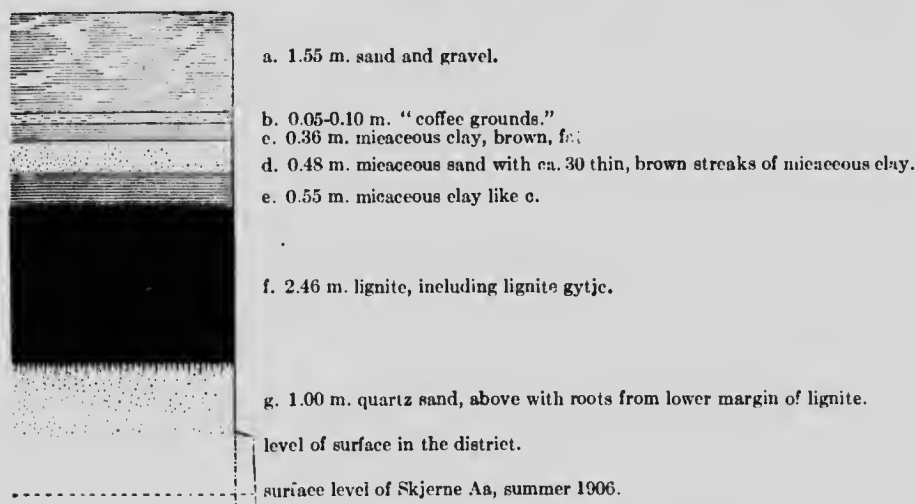 a. 1.55 m. sand and gravel.
b. 0.05-0.10 m. “coffee grounds.”
c. 0.36 m. micaceous clay, brown,
d. 0.48 m. micaceous sand with ca. 30 thin, brown streaks of micaceous clay.
e. 0.55 m. micaceous clay like c.
f. 2.46 m. lignite, including lignite gytje.
g. 1.00 m. quartz sand, above with roots from lower margin of lignite.
level of surface in the district.
surface level of Skjerne Aa, summer 1906.